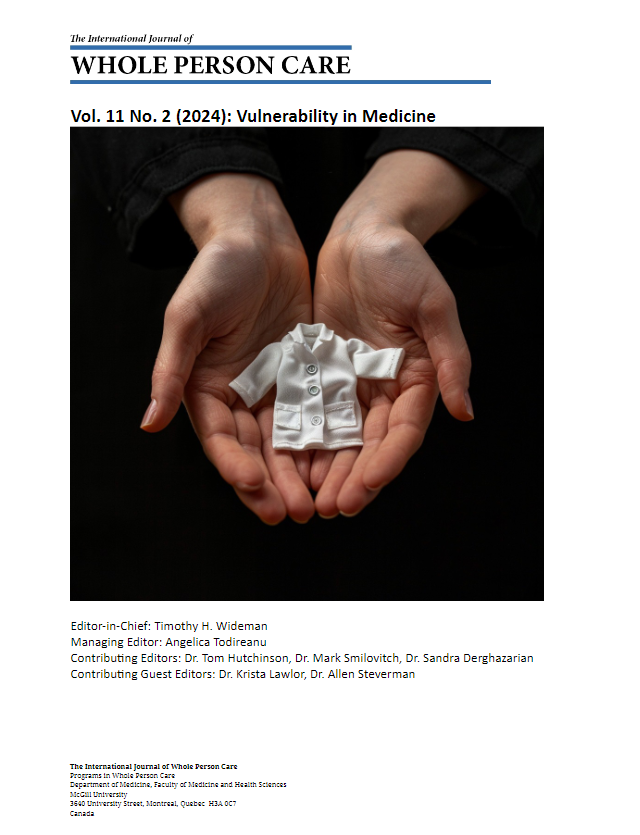 The International Journal of
WHOLE PERSON CARE
Vol. 11 No. 2 (2024): Vulnerability in Medicine
Editor-in-Chief: Timothy H. Wideman
Managing Editor: Angelica Todireanu
Contributing Editors: Dr. Tom Hutchinson, Dr. Mark Smilovitch, Dr. Sandra Derghazarian
Contributing Guest Editors: Dr. Krista Lawlor, Dr. Allen Steverman
The International Journal of Whole Person Care
Programs in Whole Person Care
Department of Medicine, Faculty of Medicine and Health Sciences
McGill University
3640 University Street, Montreal, Quebec H3A 0C7
Canada